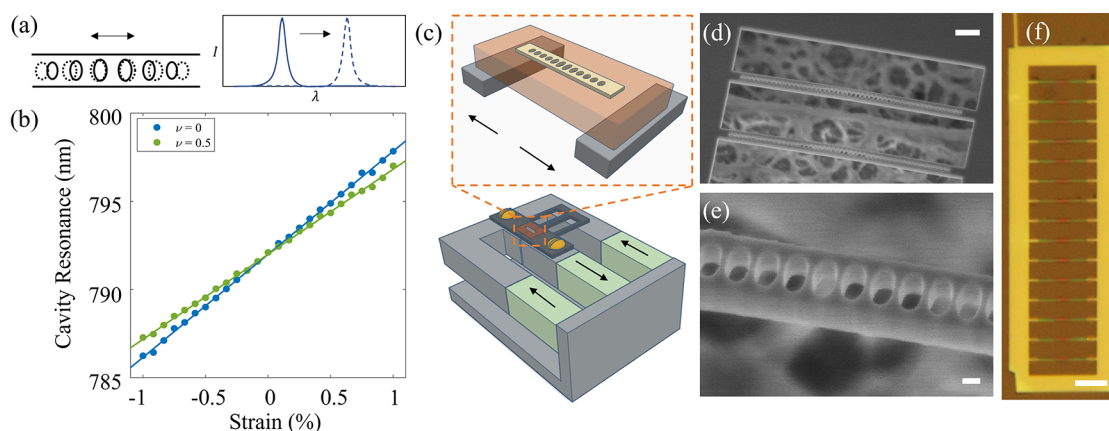 (a)
I
λ
(b)
800
795
790
785
Cavity Resonance (nm)
ν = 0
ν = 0.5
-1
-0.5
0
0.5
1
Strain (%)
(c)
(d)
(e)
(f)